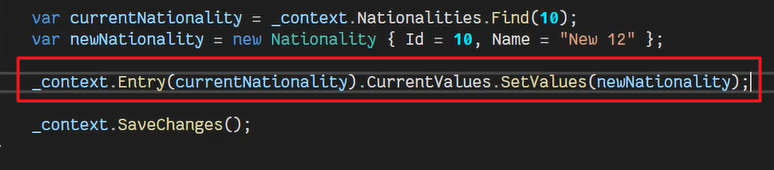 var currentNationality = _context.Nationalities.Find(10);
var newNationality = new Nationality { Id = 10, Name = "New 12" };
_context.Entry(currentNationality).CurrentValues.SetValues(newNationality);
_context.SaveChanges();